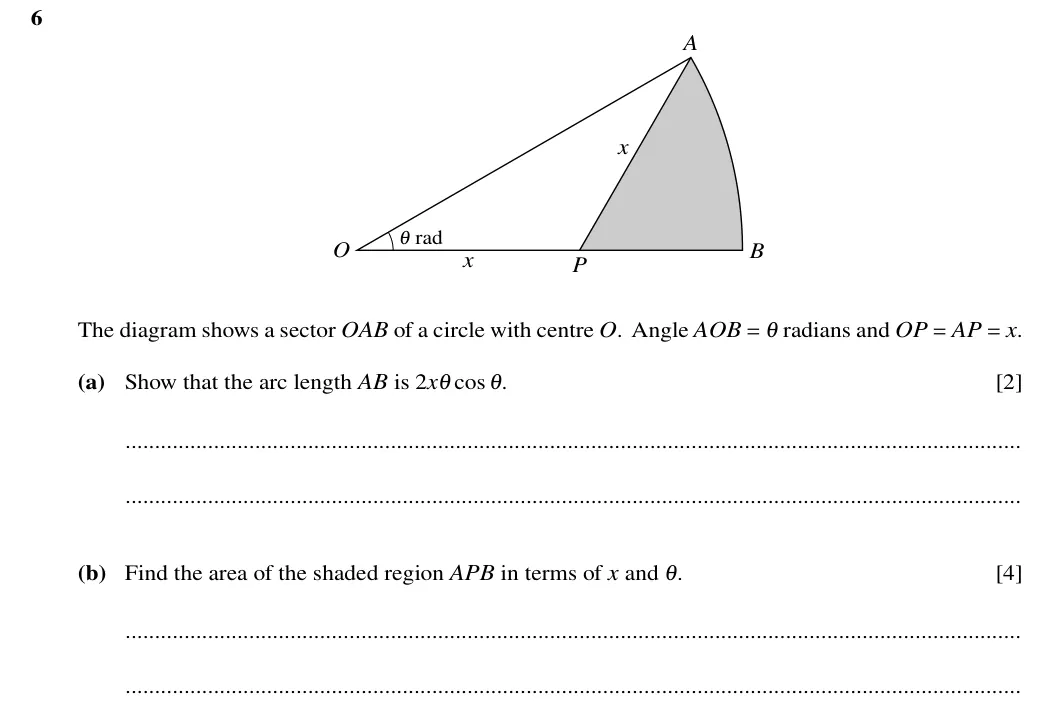 6
A
x
θ rad
O
x
P
B
The diagram shows a sector OAB of a circle with centre O. Angle AOB = θ radians and OP = AP = x.
(a) Show that the arc length AB is 2xθ cos θ. [2]
(b) Find the area of the shaded region APB in terms of x and θ. [4]